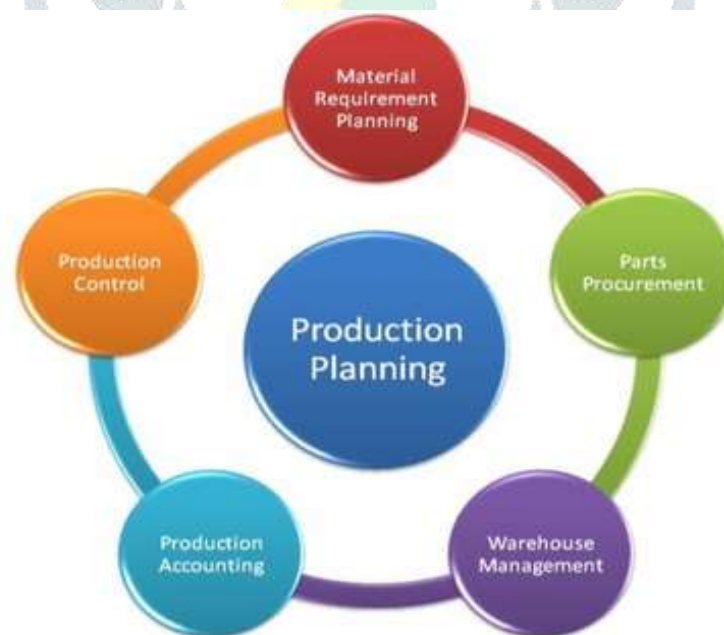 Material
Requirement
Planning
Parts
Procurement
Warehouse
Management
Production
Accounting
Production
Control
Production
Planning